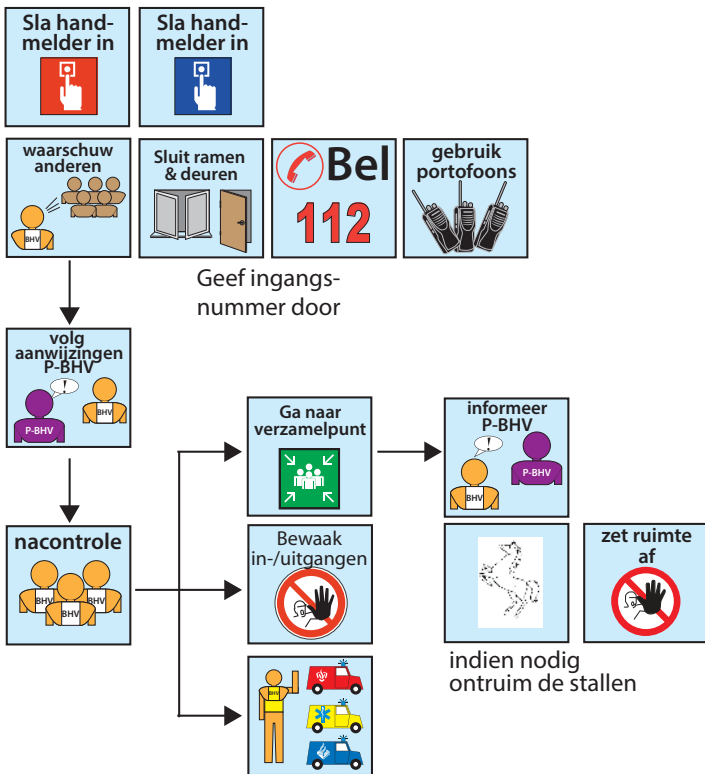 Sla hand-
melder in
Sla hand-
melder in
waarschuw
anderen
BHV
Sluit ramen
& deuren
Bel
112
gebruik
portofoons
Geef ingangs-
nummer door
volg
aanwijzingen
P-BHV
!
P-BHV
BHV
Ga naar
verzamelpunt
informeer
P-BHV
!
BHV
P-BHV
nacontrole
BHV
BHV
BHV
Bewaak
in-/uitgangen
zet ruimte
af
indien nodig
ontruim de stallen
BHV